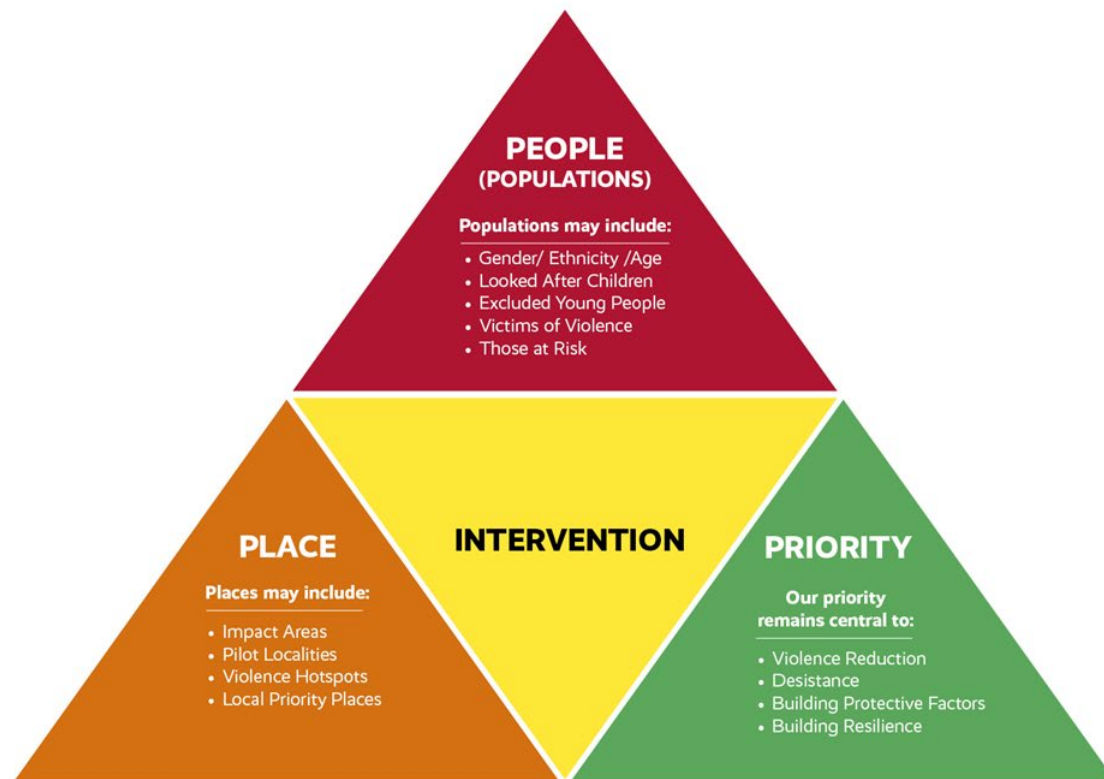 PEOPLE
(POPULATIONS)
Populations may include:
• Gender/ Ethnicity /Age
• Looked After Children
• Excluded Young People
• Victims of Violence
• Those at Risk
PLACE
Places may include:
• Impact Areas
• Pilot Localities
• Violence Hotspots
• Local Priority Places
INTERVENTION
PRIORITY
Our priority
remains central to:
• Violence Reduction
• Desistance
• Building Protective Factors
• Building Resilience